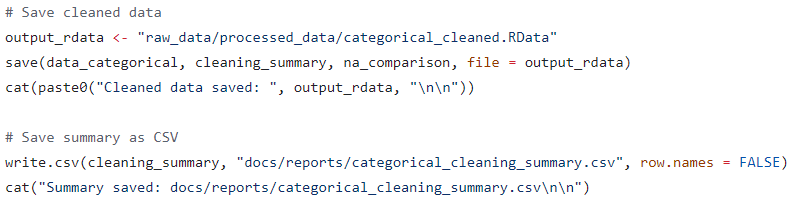 # Save cleaned data
output_rdata <- "raw_data/processed_data/categorical_cleaned.RData"
save(data_categorical, cleaning_summary, na_comparison, file = output_rdata)
cat(paste0("Cleaned data saved: ", output_rdata, "\n\n"))

# Save summary as CSV
write.csv(cleaning_summary, "docs/reports/categorical_cleaning_summary.csv", row.names = FALSE)
cat("Summary saved: docs/reports/categorical_cleaning_summary.csv\n\n")